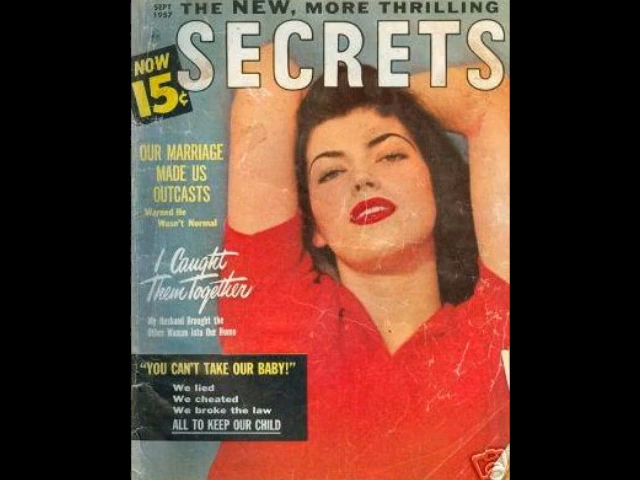 SEPT
1957
THE NEW, MORE THRILLING
SECRETS
NOW
15¢
OUR MARRIAGE
MADE US
OUTCASTS
Warned He
Wasn't Normal
I Caught
Them Together
My Husband Brought the
Other Woman into Our Home
"YOU CAN'T TAKE OUR BABY!"
We lied
We cheated
We broke the law
ALL TO KEEP OUR CHILD